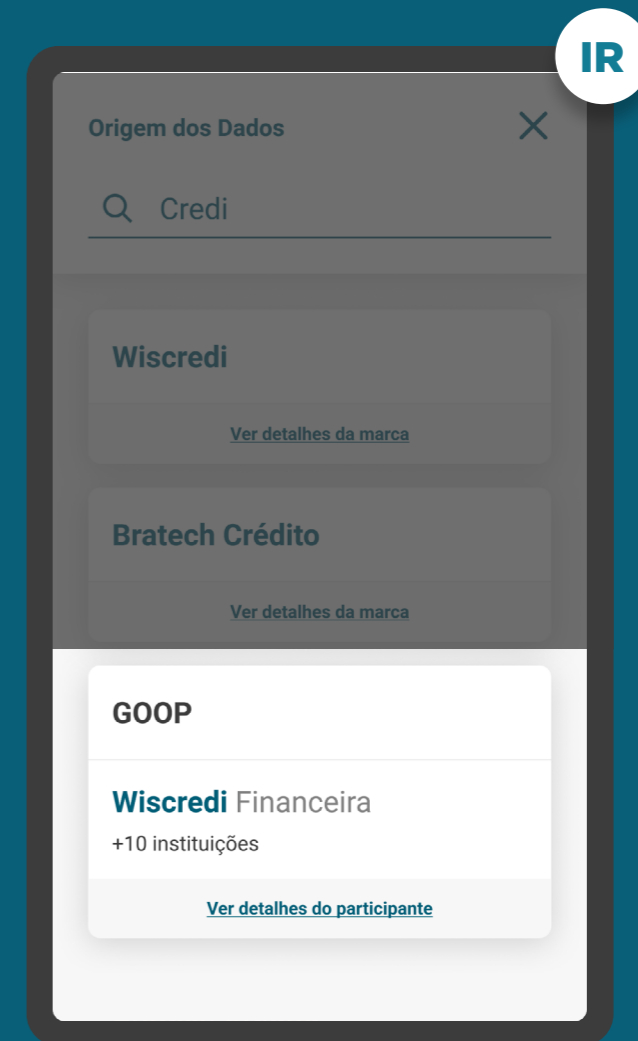 IR
Origem dos Dados
Credi
Wiscredi
Ver detalhes da marca
Bratech Crédito
Ver detalhes da marca
GOOP
Wiscredi Financeira
+10 instituições
Ver detalhes do participante